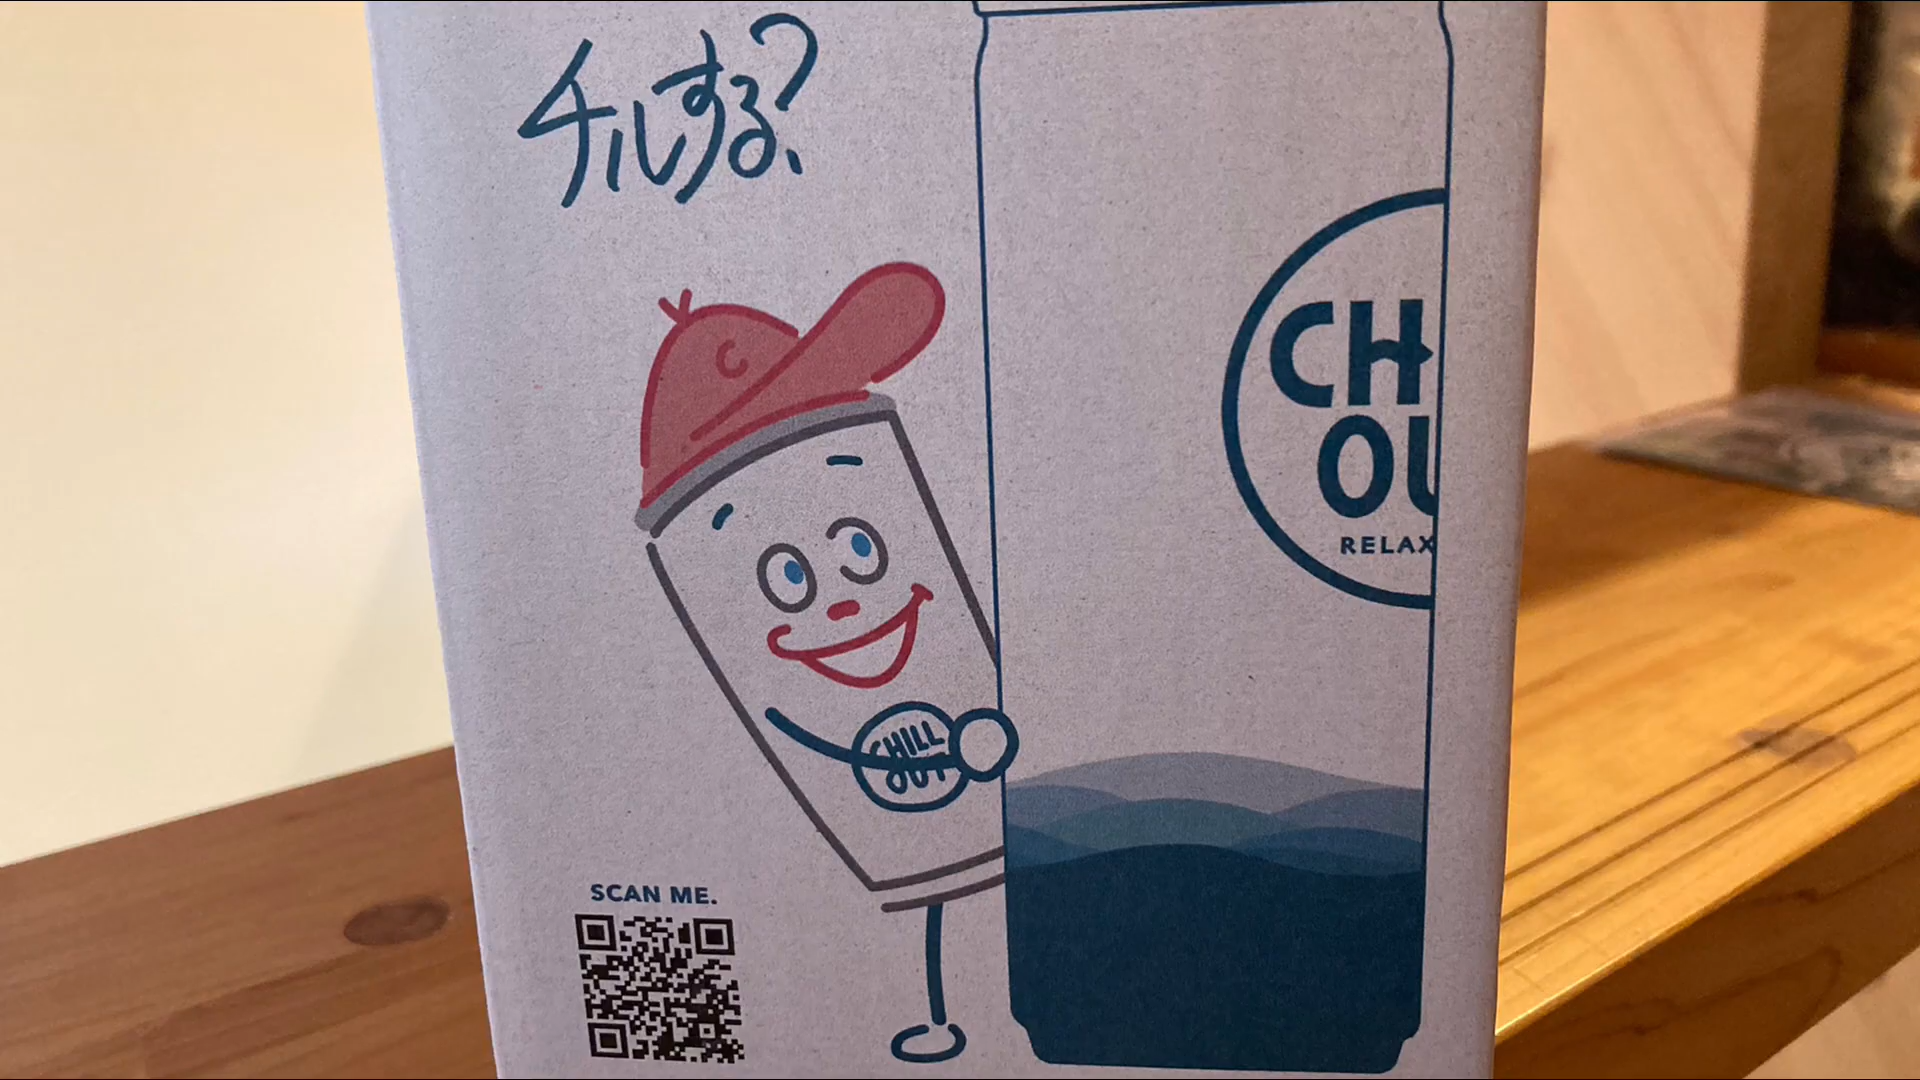 チルする?
C
CH
OU
RELAX
CHILL
OUT
SCAN ME.